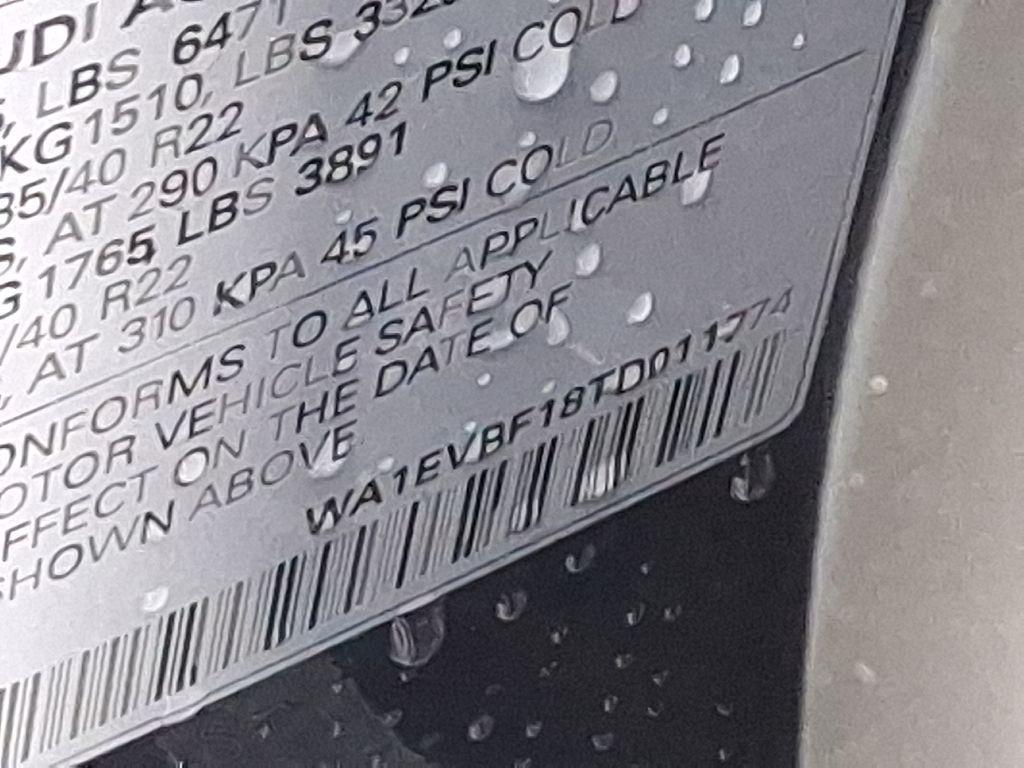 UDI A
, LBS 6471
KG1510, LBS 332
35/40 R22
, AT 290 KPA 42 PSI COLD
G 1765 LBS 3891
/40 R22
, AT 310 KPA 45 PSI COLD
ONFORMS TO ALL APPLICABLE
OTOR VEHICLE SAFETY
FFECT ON THE DATE OF
SHOWN ABOVE
WA1EVBF18TD011774